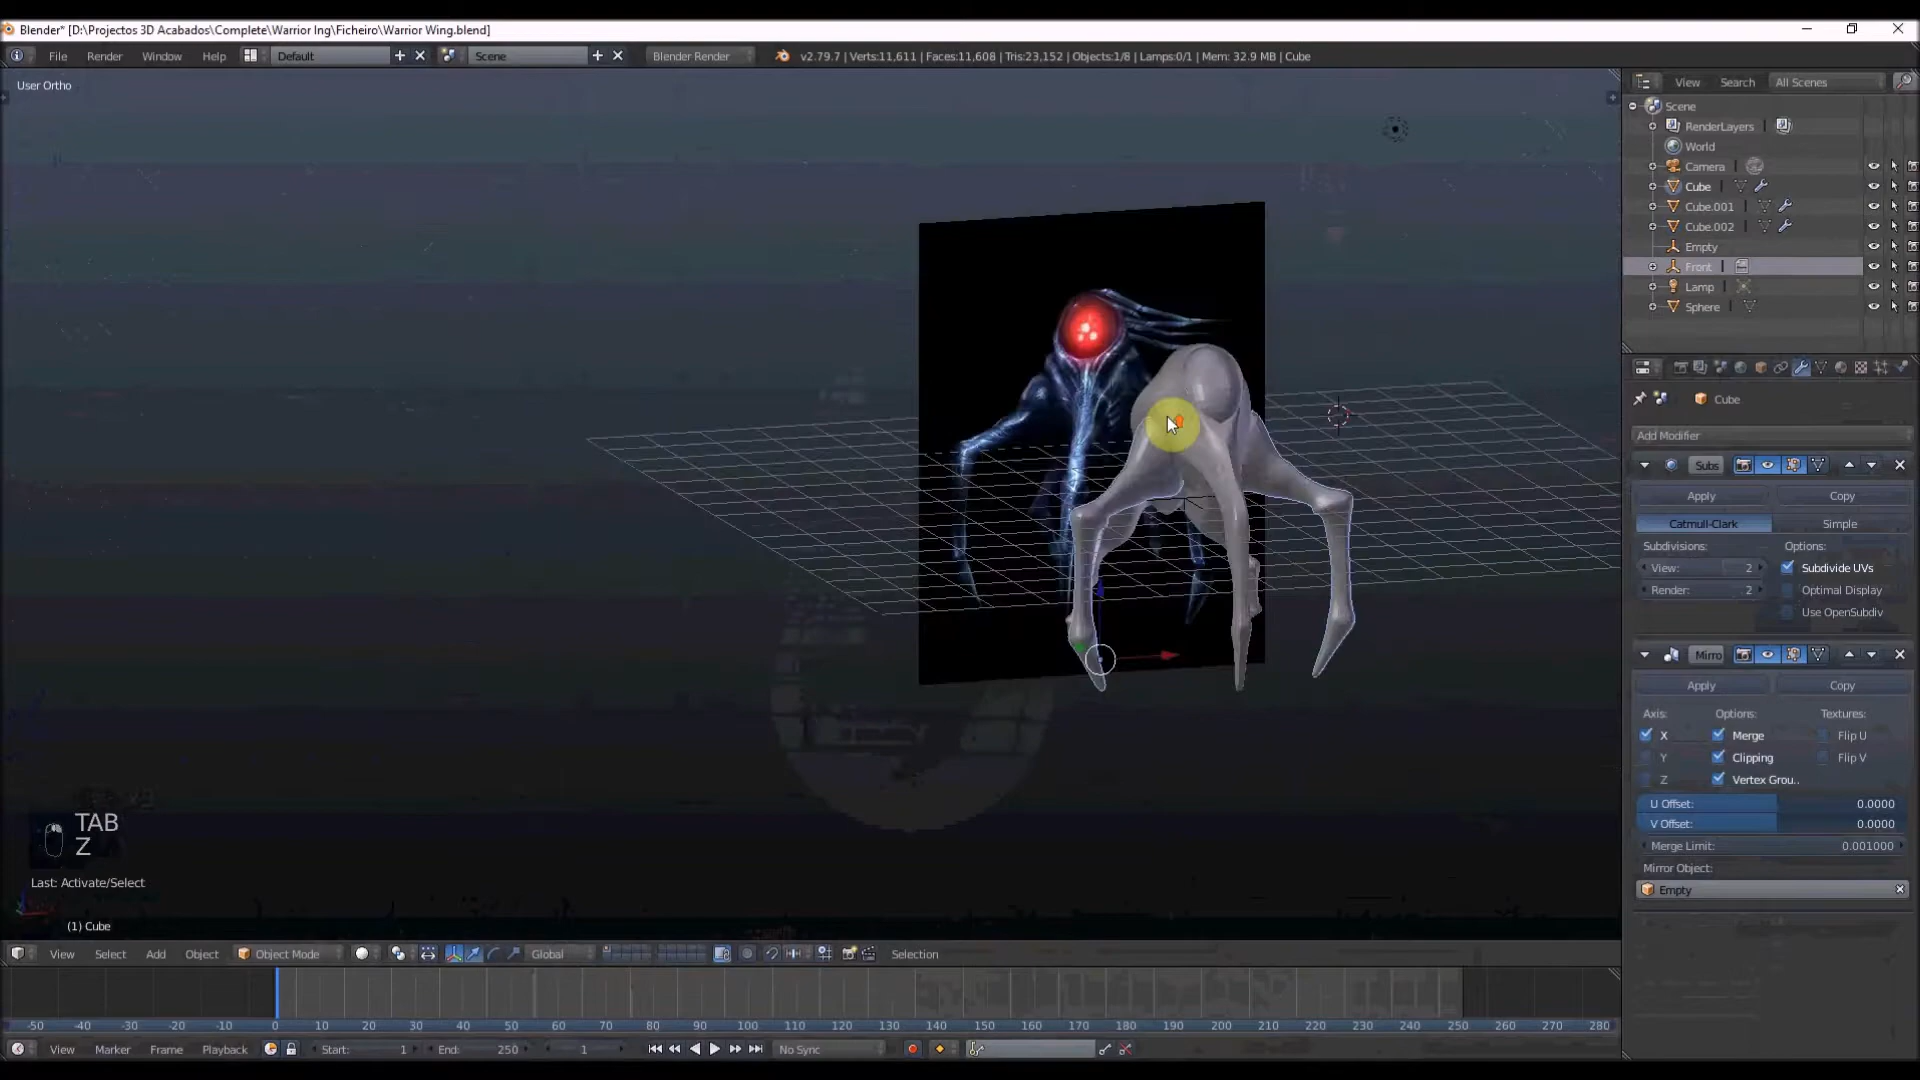 Blender* [D:\Projectos 3D Acabados\Complete\Warrior Ing\Ficheiro\Warrior Wing.blend]
File Render Window Help Default Scene Blender Render v2.79.7 | Verts:11,611 | Faces:11,608 | Tris:23,152 | Objects:1/8 | Lamps:0/1 | Mem: 32.9 MB | Cube
User Ortho
View Search All Scenes
Scene
RenderLayers
World
Camera
Cube
Cube.001
Cube.002
Empty
Front
Lamp
Sphere
Cube
Add Modifier
Subs
Apply Copy
Catmull-Clark Simple
Subdivisions: Options:
View: 2 Subdivide UVs
Render: 2 Optimal Display
Use OpenSubdiv
Mirro
Apply Copy
Axis: Options: Textures:
X Merge Flip U
Y Clipping Flip V
Z Vertex Grou..
U Offset: 0.0000
V Offset: 0.0000
Merge Limit: 0.001000
Mirror Object:
Empty
TAB
Z
Last: Activate/Select
(1) Cube
View Select Add Object Object Mode Global Selection
-50 -40 -30 -20 -10 0 10 20 30 40 50 60 70 80 90 100 110 120 130 140 150 160 170 180 190 200 210 220 230 240 250 260 270 280
View Marker Frame Playback Start: 1 End: 250 1 No Sync